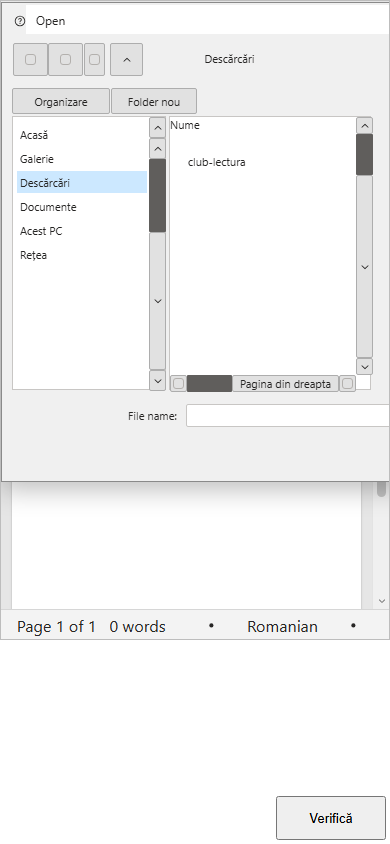 Open
Descărcări
Organizare Folder nou
Nume
Acasă
club-lectura
Galerie
Descărcări
Documente
Acest PC
Rețea
Pagina din dreapta
File name:
Page 1 of 1 0 words • Romanian •
Verifică